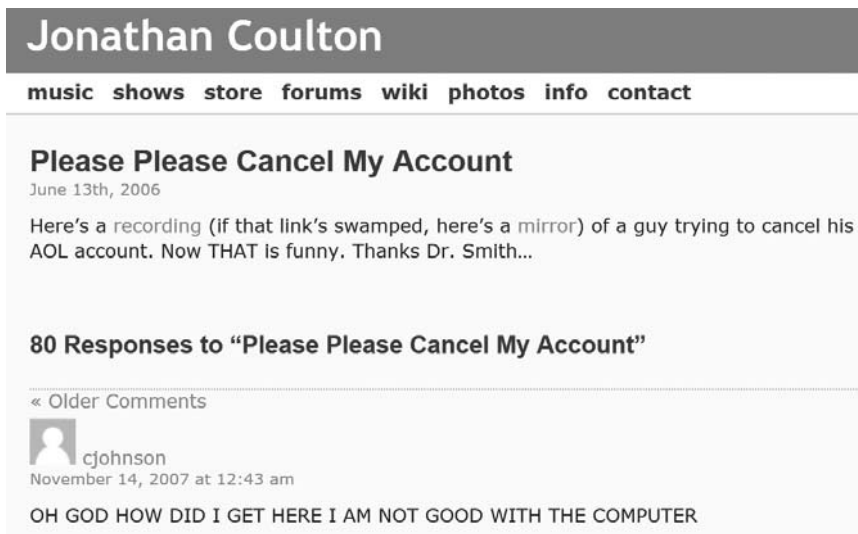 Jonathan Coulton
music shows store forums wiki photos info contact
Please Please Cancel My Account
June 13th, 2006
Here’s a recording (if that link’s swamped, here’s a mirror) of a guy trying to cancel his
AOL account. Now THAT is funny. Thanks Dr. Smith…
80 Responses to “Please Please Cancel My Account”
« Older Comments
cjohnson
November 14, 2007 at 12:43 am
OH GOD HOW DID I GET HERE I AM NOT GOOD WITH THE COMPUTER